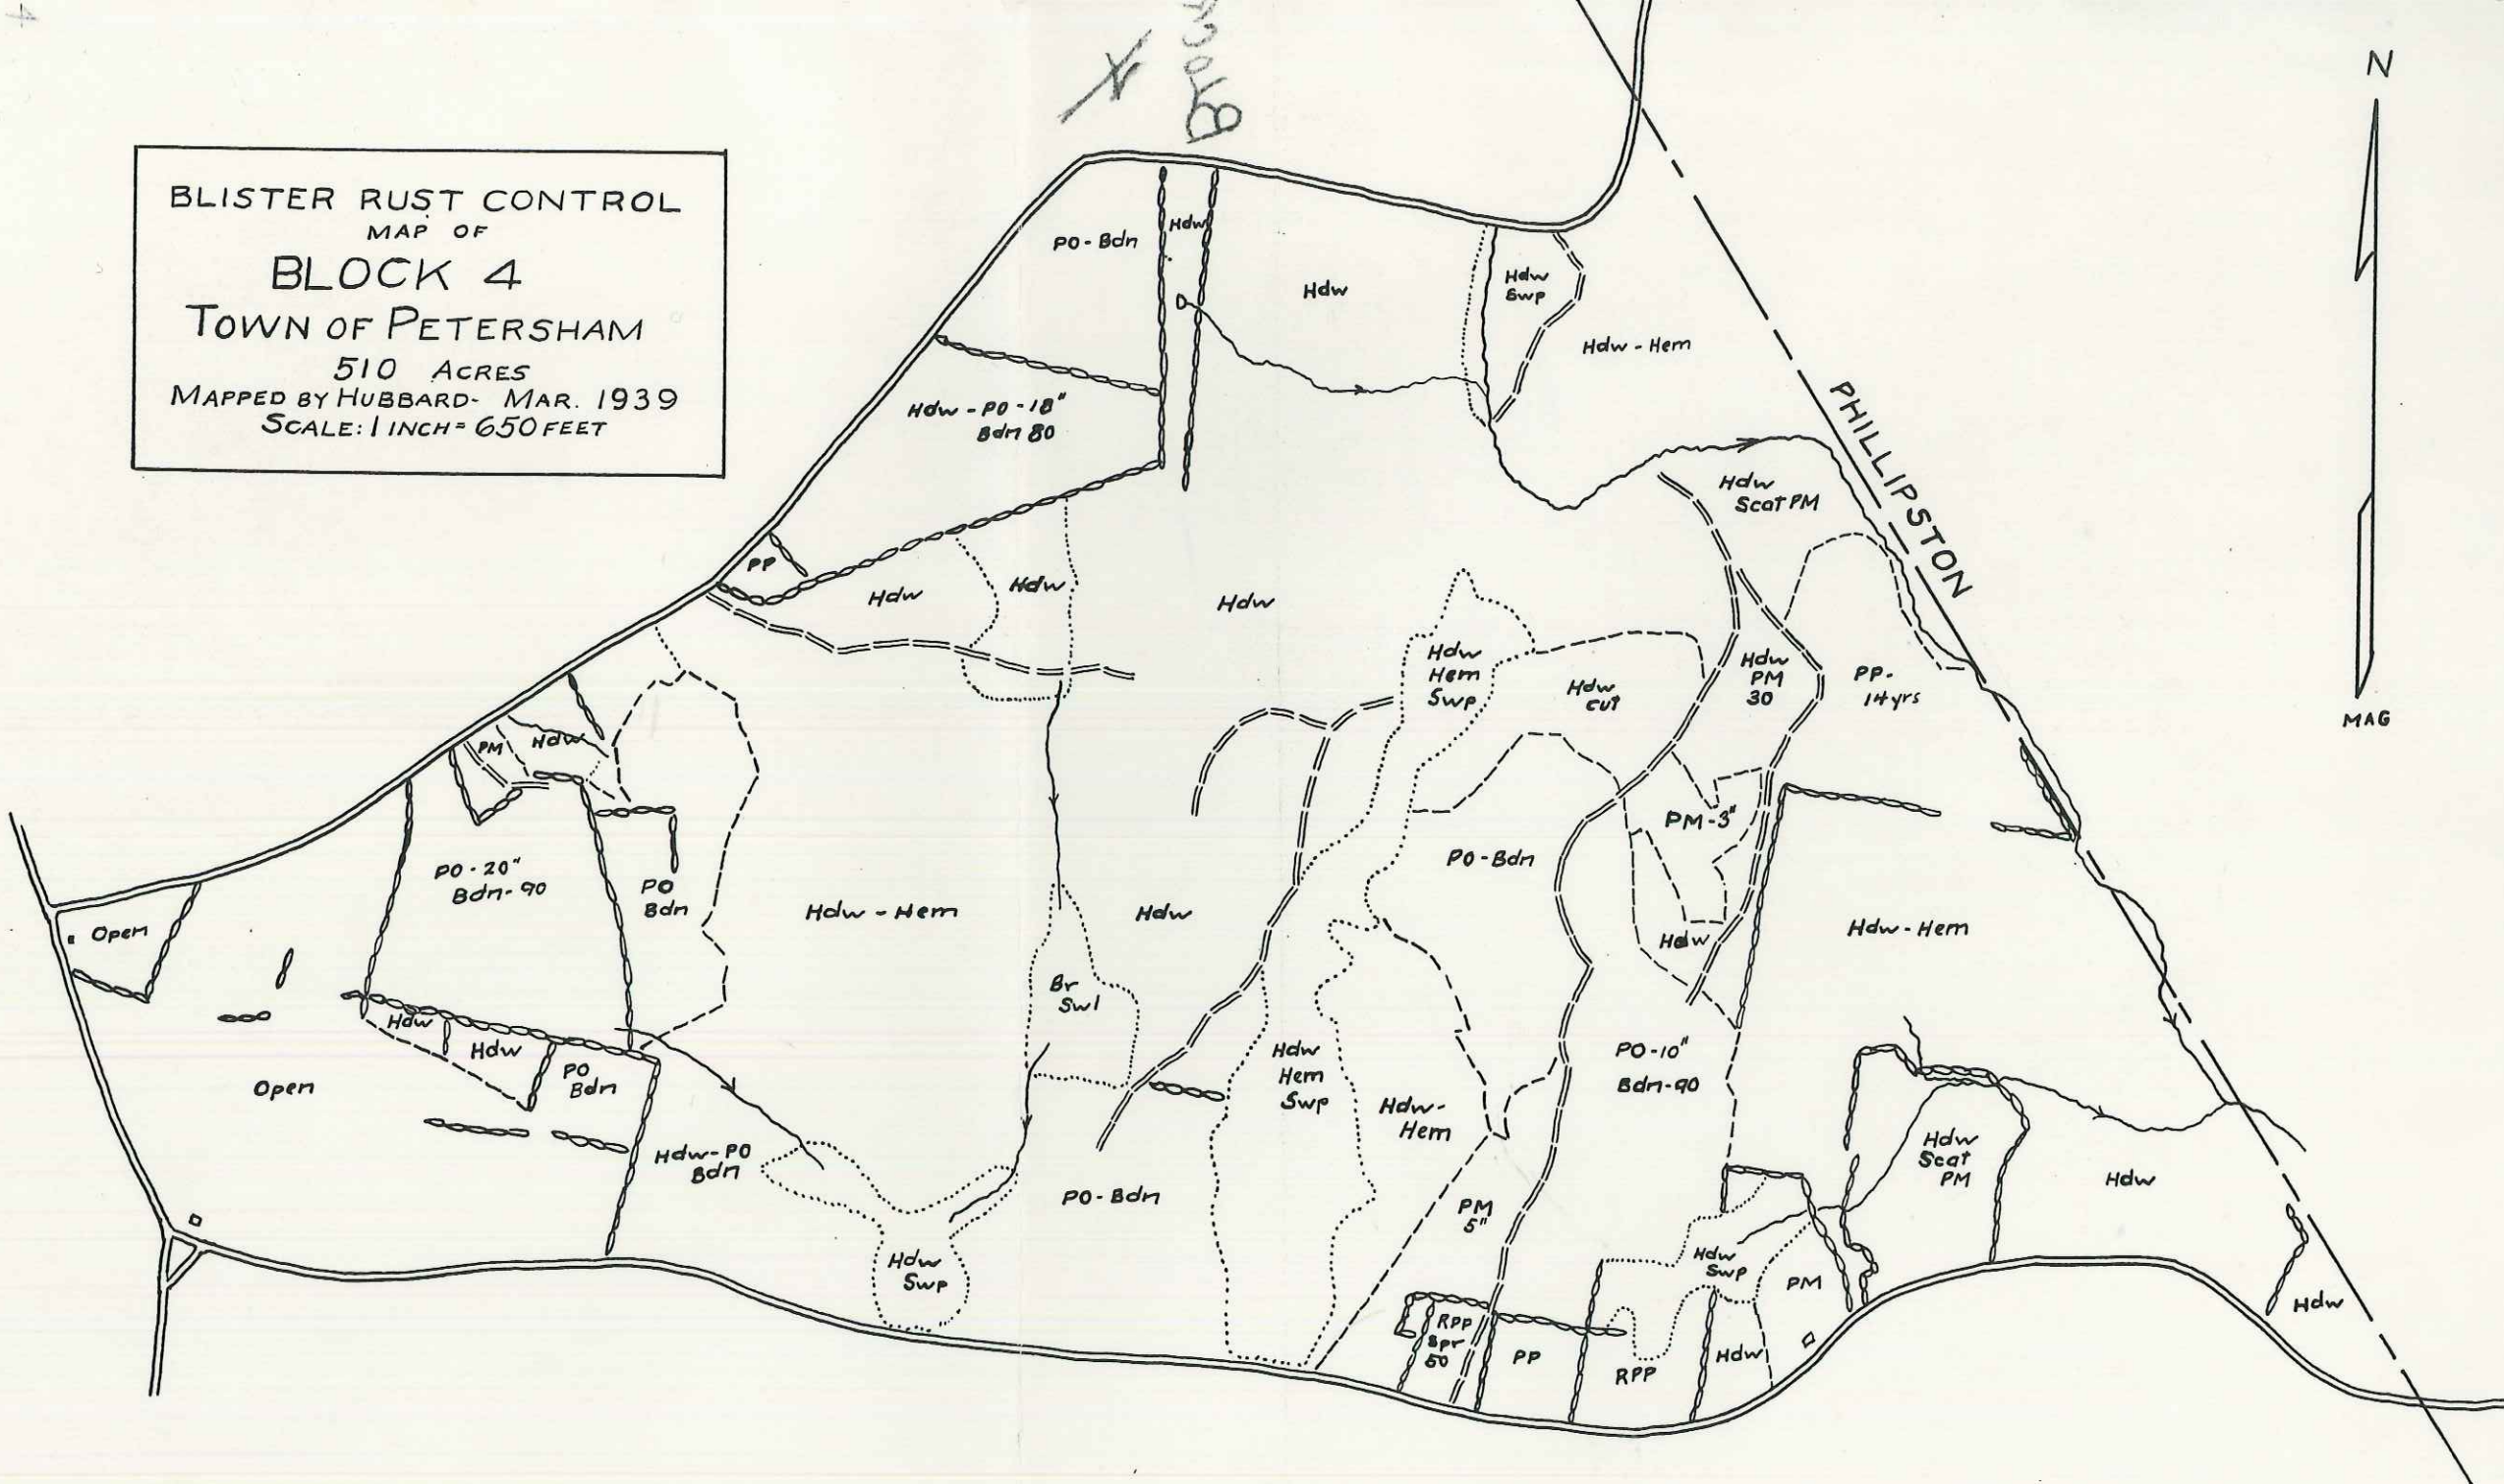 BLISTER RUST CONTROL
MAP OF
BLOCK 4
TOWN OF PETERSHAM
510 ACRES
MAPPED BY HUBBARD- MAR. 1939
SCALE: 1 INCH = 650 FEET
N
MAG
PHILLIPSTON
PO-Bdn
Hdw
Hdw
Hdw
Swp
Hdw-Hem
Hdw-PO-18"
Bdn 80
Hdw
Scat PM
PP
Hdw
Hdw
Hdw
Hdw
Hem
Swp
Hdw
cut
Hdw
PM
30
PP-
14yrs
PM
Hdw
PO-20"
Bdn-90
PO
Bdn
Hdw-Hem
Hdw
PO-Bdn
PM-3"
Hdw
Hdw-Hem
Open
Br
Swl
Hdw
Hdw
PO
Bdn
Open
Hdw
Hem
Swp
Hdw-
Hem
PO-10"
Bdn-90
Hdw-PO
Bdn
PO-Bdn
PM
5"
Hdw
Scat
PM
Hdw
Hdw
Swp
Hdw
Swp
PM
Hdw
RPP
Spr
50
PP
RPP
Hdw
4